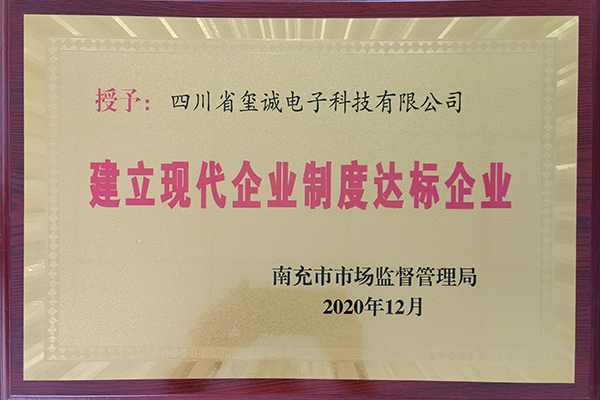 授予：四川省玺诚电子科技有限公司
建立现代企业制度达标企业
南充市市场监督管理局
2020年12月